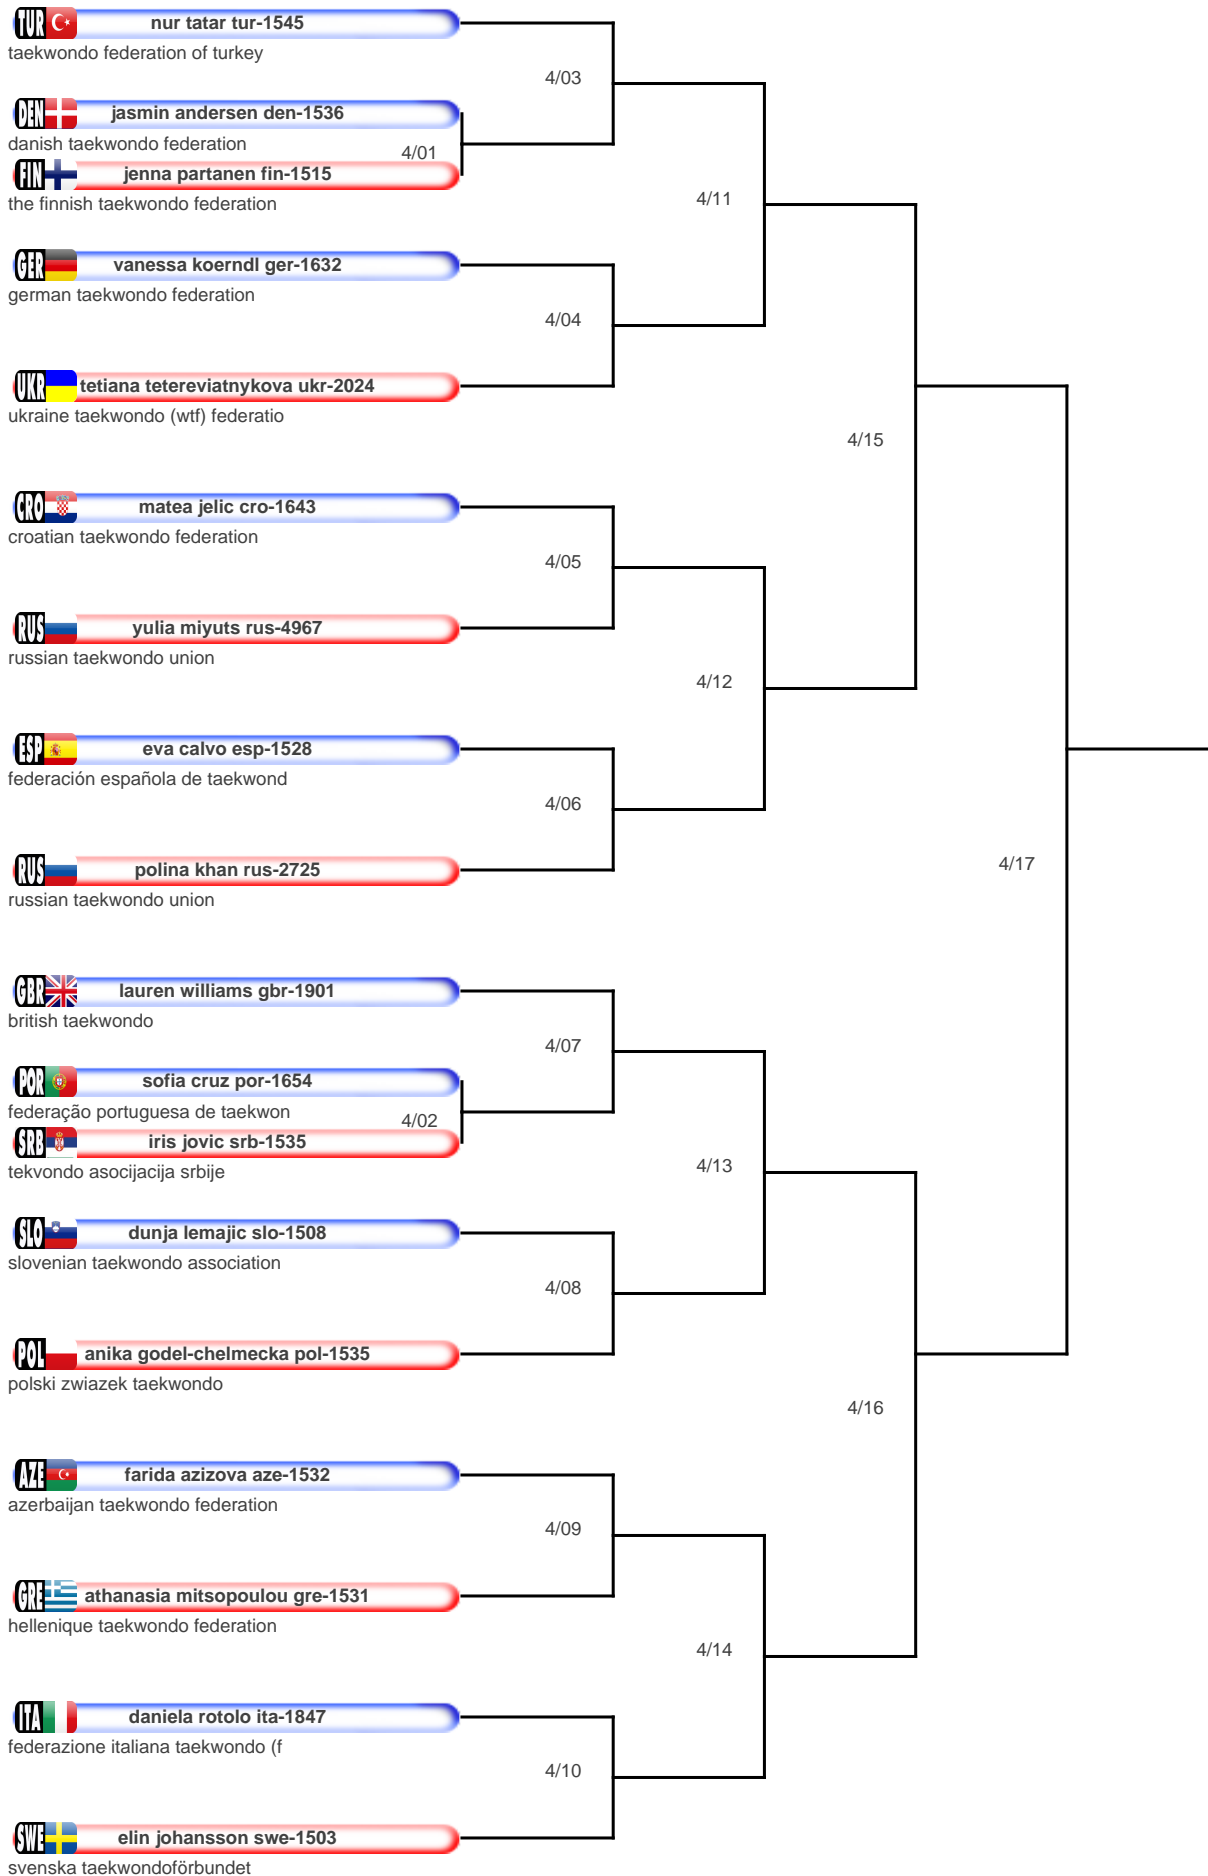 TUR nur tatar tur-1545
taekwondo federation of turkey
4/03
DEN jasmin andersen den-1536
danish taekwondo federation
4/01
FIN jenna partanen fin-1515
the finnish taekwondo federation
4/11
GER vanessa koerndl ger-1632
german taekwondo federation
4/04
UKR tetiana tetereviatnykova ukr-2024
ukraine taekwondo (wtf) federatio
4/15
CRO matea jelic cro-1643
croatian taekwondo federation
4/05
RUS yulia miyuts rus-4967
russian taekwondo union
4/12
ESP eva calvo esp-1528
federación española de taekwond
4/06
RUS polina khan rus-2725
russian taekwondo union
4/17
GBR lauren williams gbr-1901
british taekwondo
4/07
POR sofia cruz por-1654
federação portuguesa de taekwon
4/02
SRB iris jovic srb-1535
tekvondo asocijacija srbije
4/13
SLO dunja lemajic slo-1508
slovenian taekwondo association
4/08
POL anika godel-chelmecka pol-1535
polski zwiazek taekwondo
4/16
AZE farida azizova aze-1532
azerbaijan taekwondo federation
4/09
GRE athanasia mitsopoulou gre-1531
hellenique taekwondo federation
4/14
ITA daniela rotolo ita-1847
federazione italiana taekwondo (f
4/10
SWE elin johansson swe-1503
svenska taekwondoförbundet